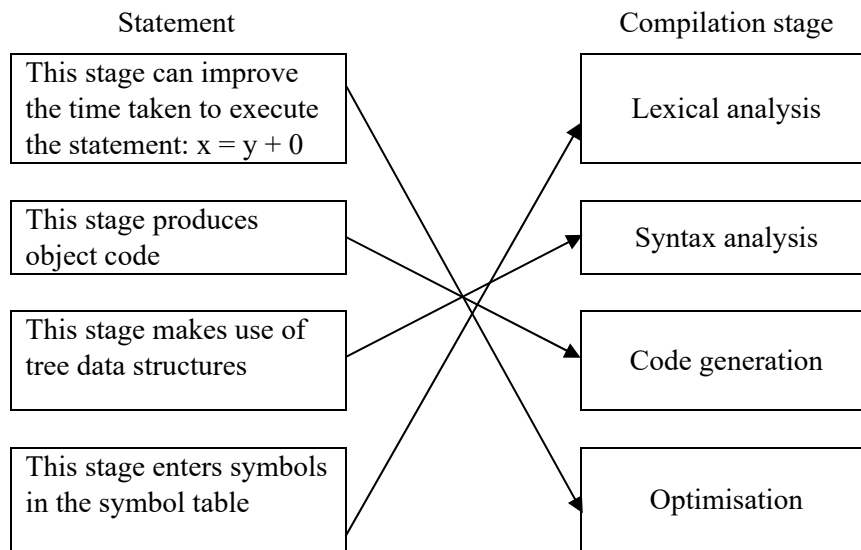 Statement
Compilation stage
This stage can improve
the time taken to execute
the statement: x = y + 0
Lexical analysis
This stage produces
object code
Syntax analysis
This stage makes use of
tree data structures
Code generation
This stage enters symbols
in the symbol table
Optimisation